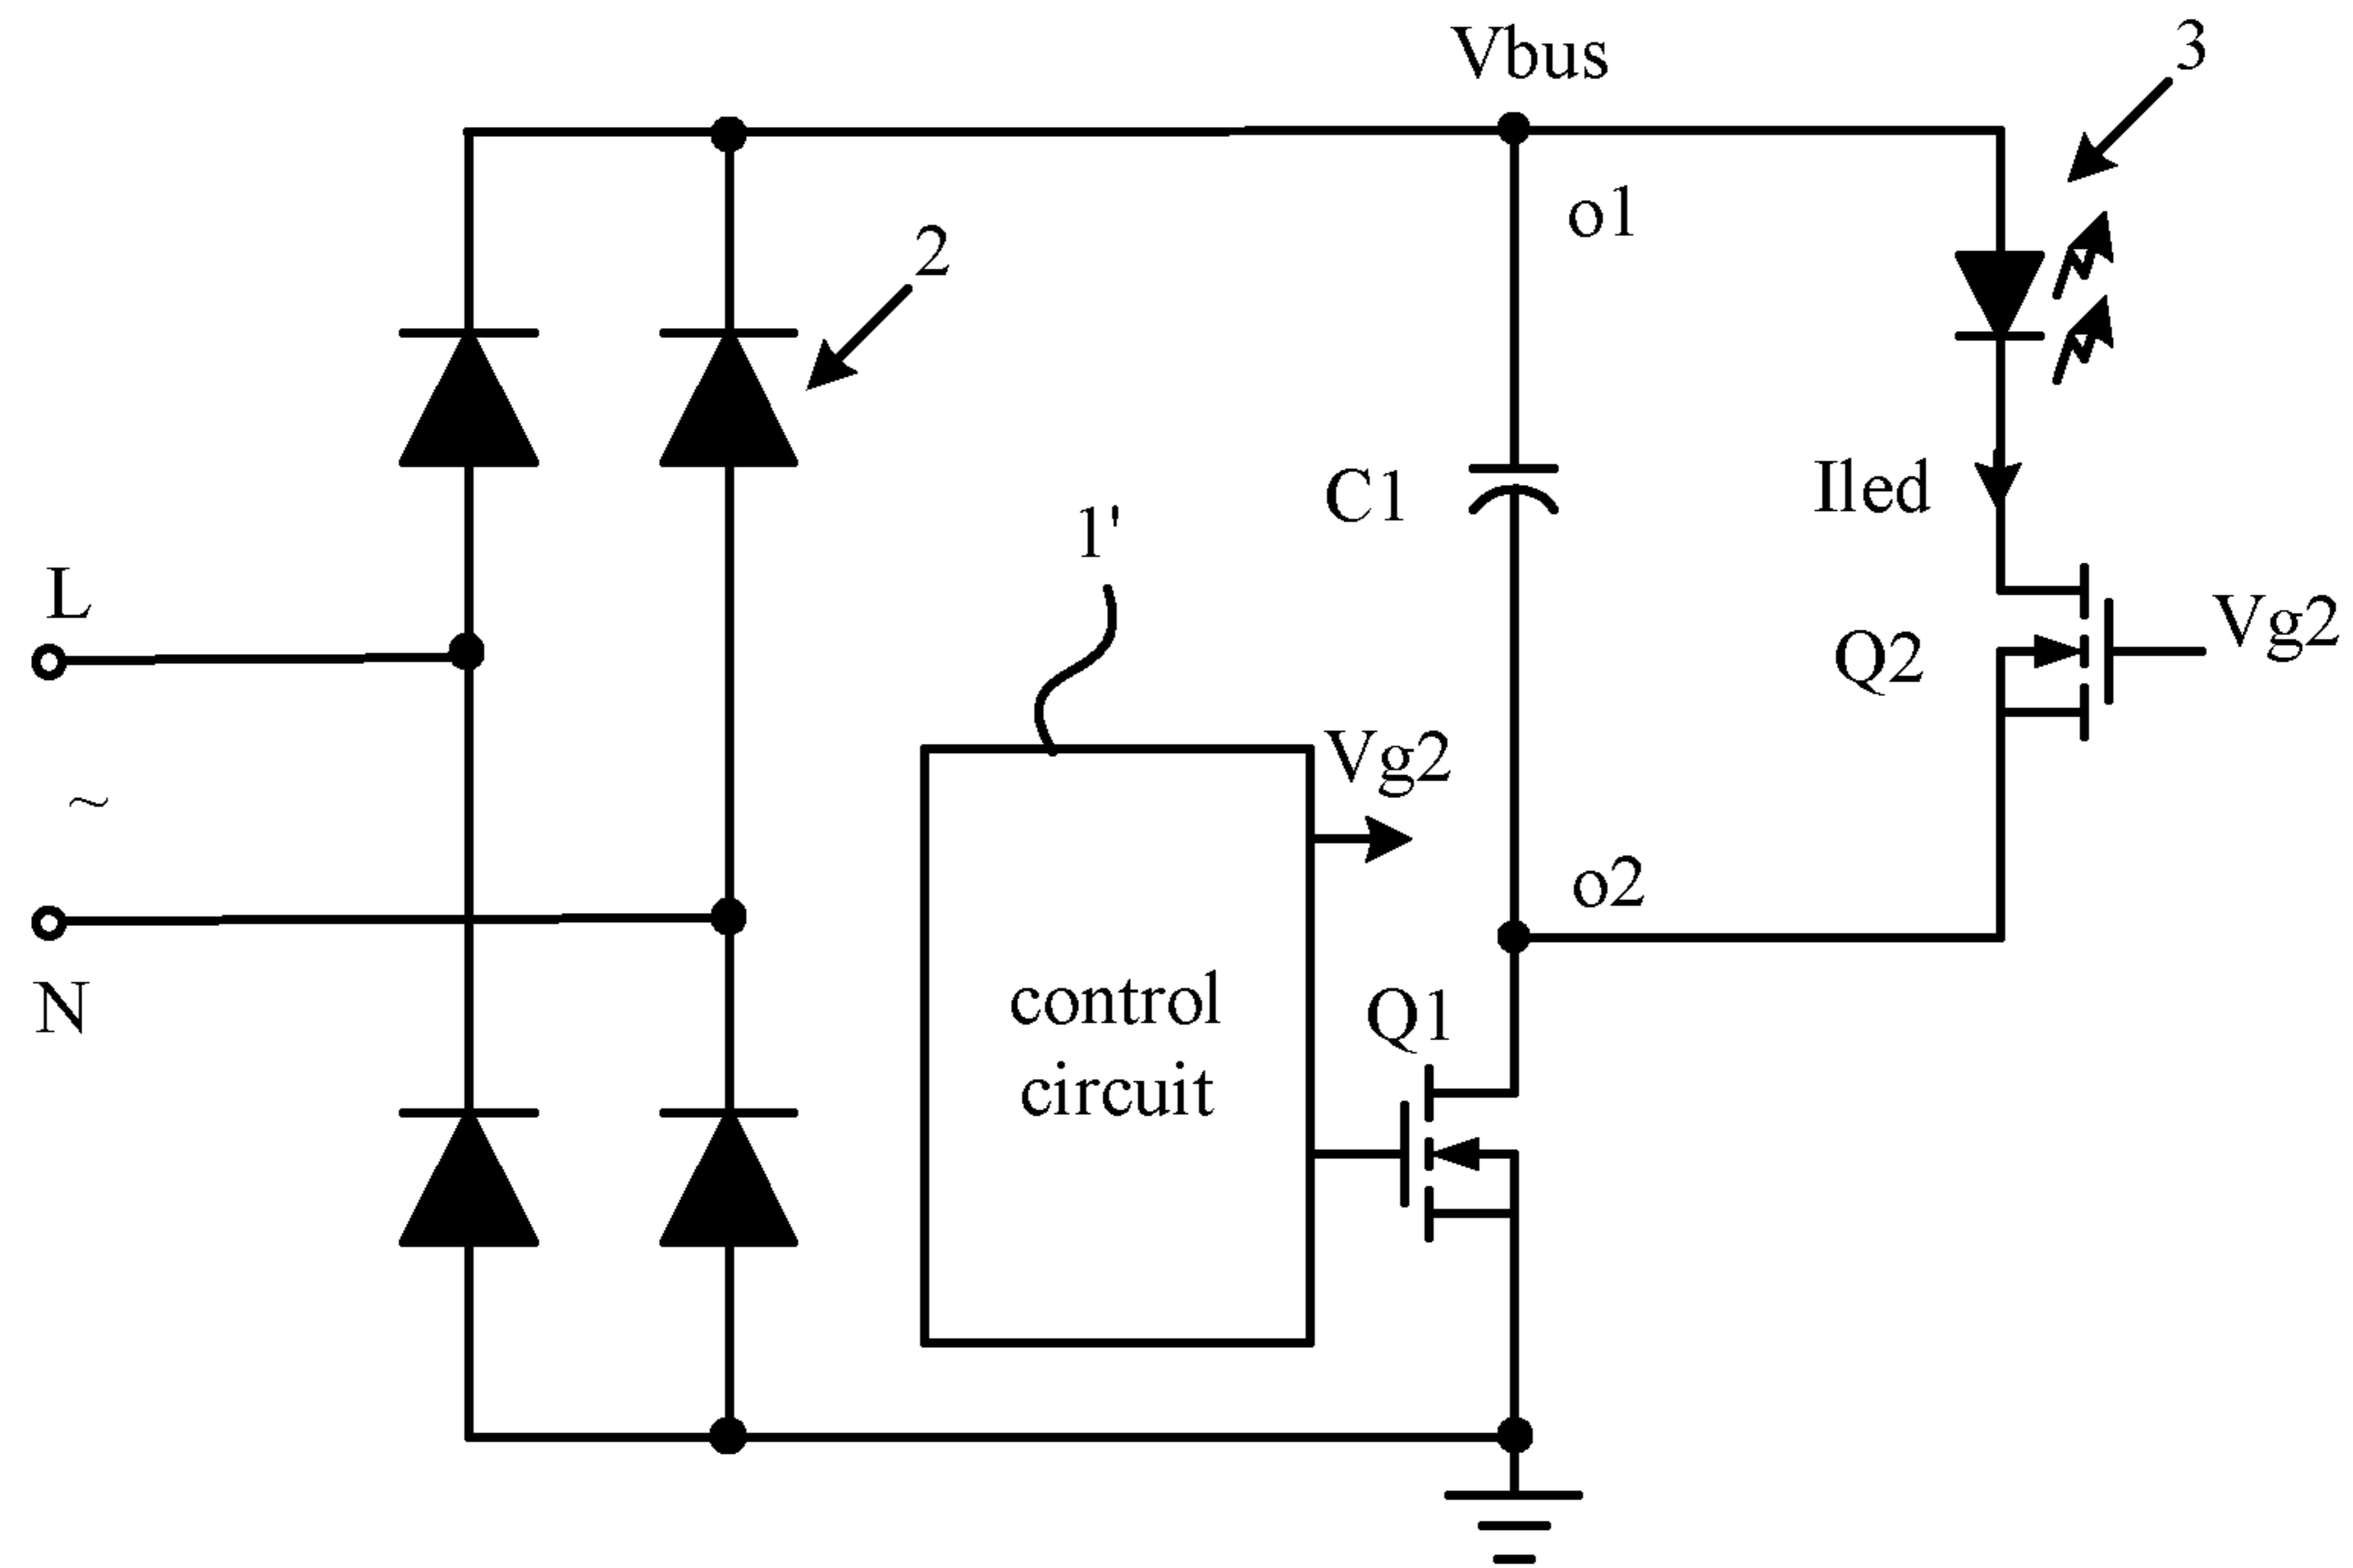 Vbus
3
o1
2
C1
Iled
1'
L
Vg2
Q2
Vg2
~
o2
N
control
circuit
Q1